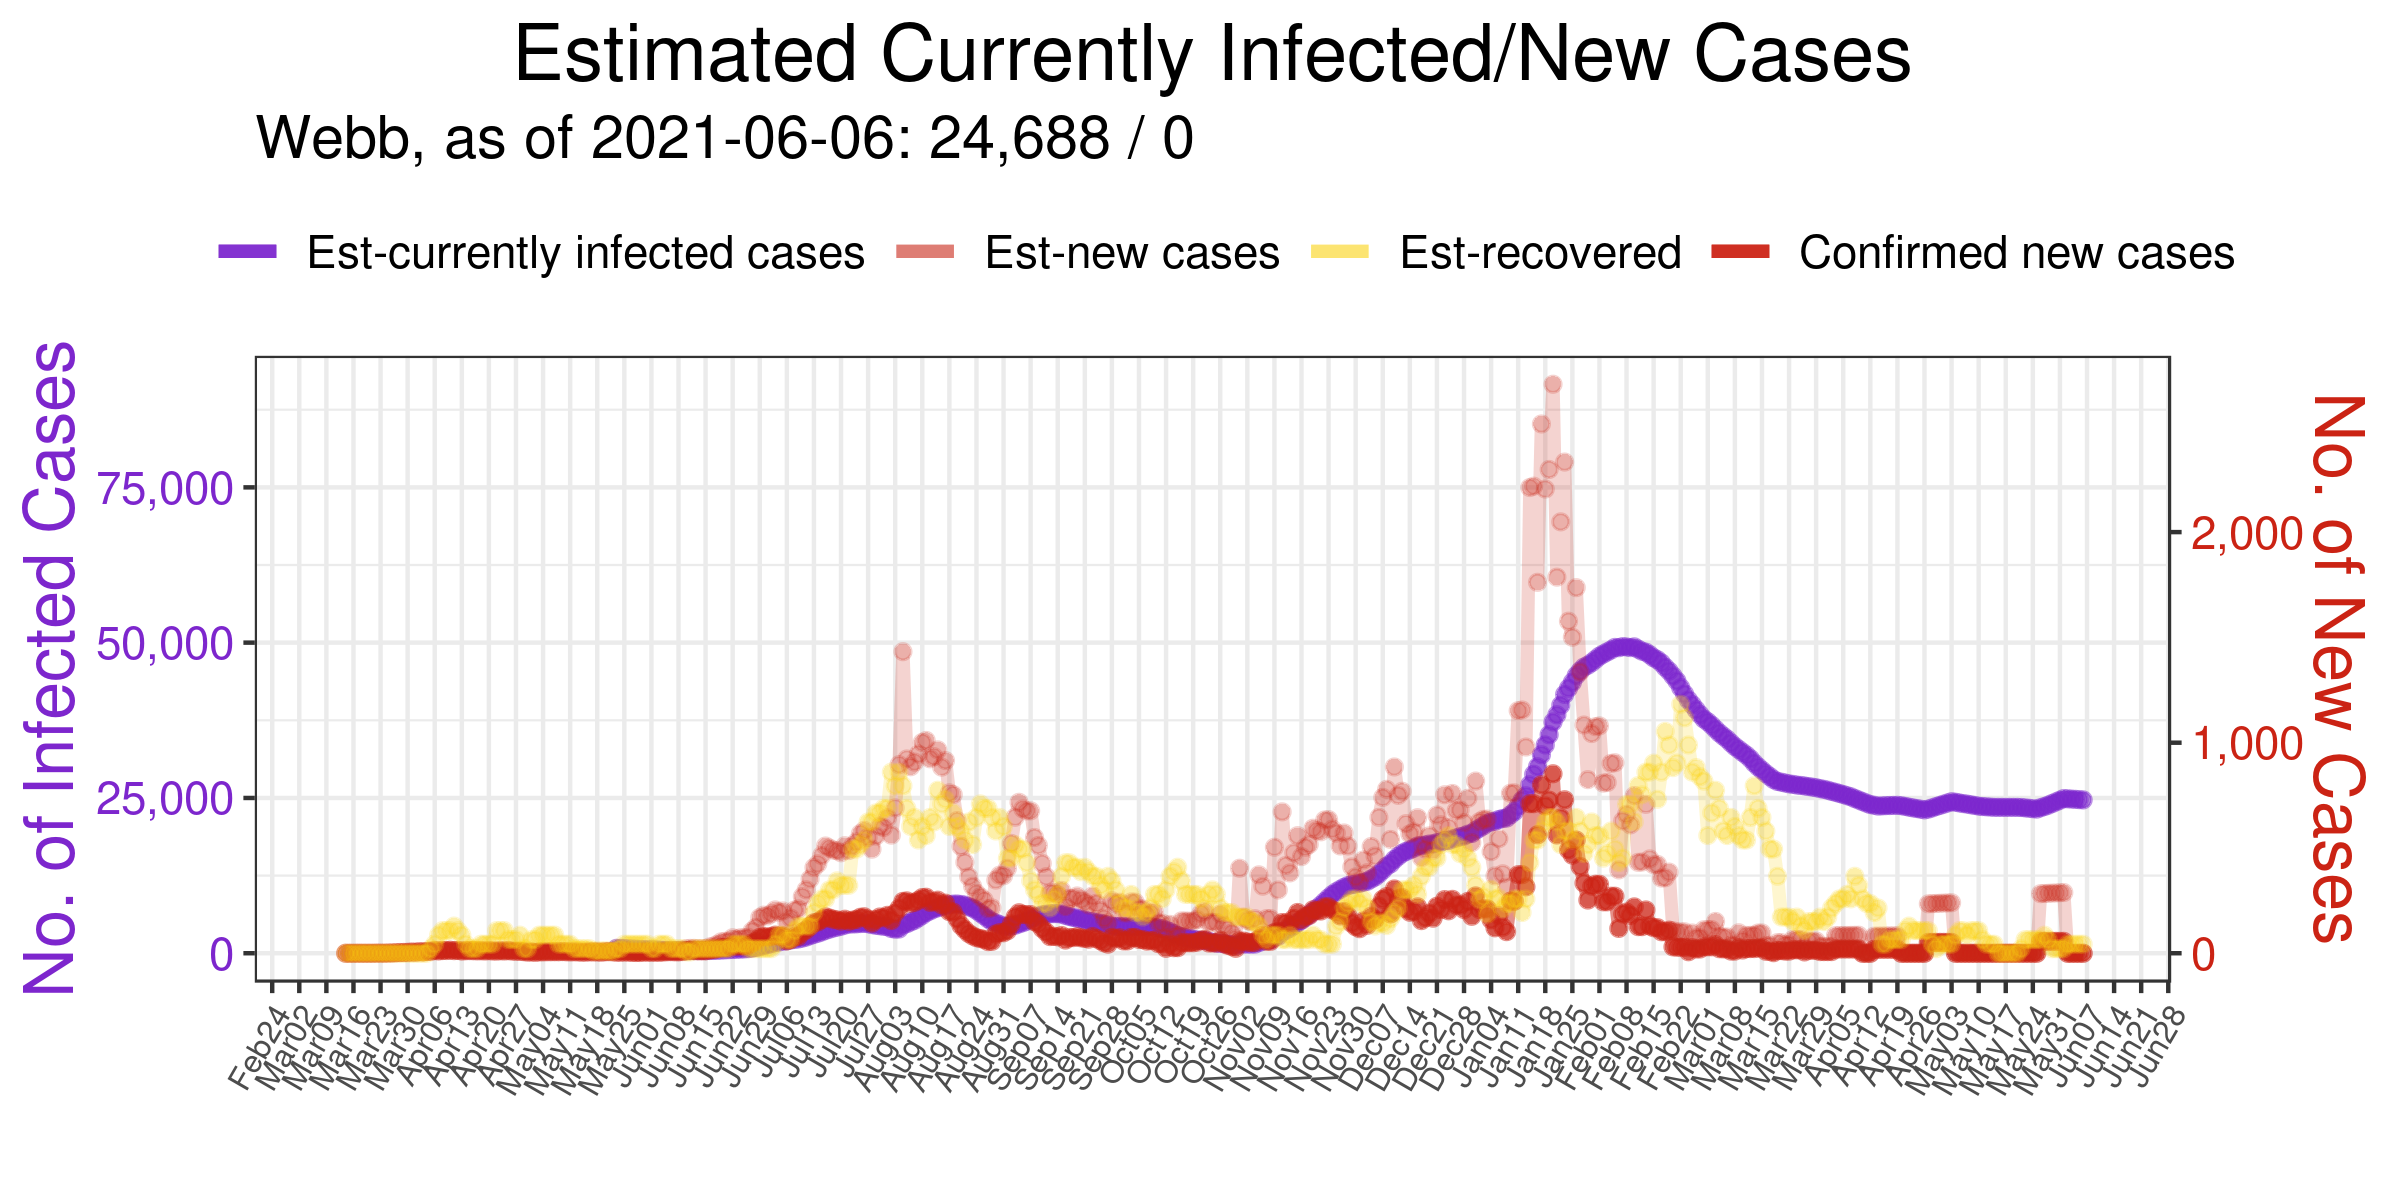 Estimated Currently Infected/New Cases
Webb, as of 2021-06-06: 24,688 / 0
Est-currently infected cases Est-new cases Est-recovered Confirmed new cases
No. of Infected Cases
75,000
50,000
25,000
0
2,000
1,000
0
No. of New Cases
Feb24 Mar02 Mar09 Mar16 Mar23 Mar30 Apr06 Apr13 Apr20 Apr27 May04 May11 May18 May25 Jun01 Jun08 Jun15 Jun22 Jun29 Jul06 Jul13 Jul20 Jul27 Aug03 Aug10 Aug17 Aug24 Aug31 Sep07 Sep14 Sep21 Sep28 Oct05 Oct12 Oct19 Oct26 Nov02 Nov09 Nov16 Nov23 Nov30 Dec07 Dec14 Dec21 Dec28 Jan04 Jan11 Jan18 Jan25 Feb01 Feb08 Feb15 Feb22 Mar01 Mar08 Mar15 Mar22 Mar29 Apr05 Apr12 Apr19 Apr26 May03 May10 May17 May24 May31 Jun07 Jun14 Jun21 Jun28